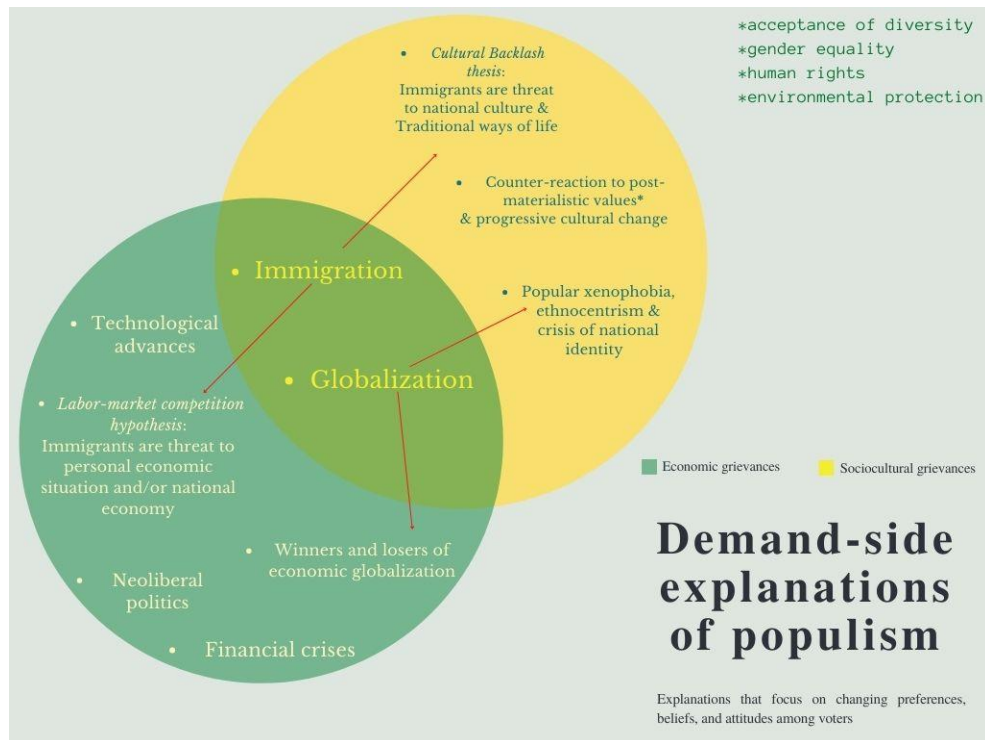 *acceptance of diversity
*gender equality
*human rights
*environmental protection
• Cultural Backlash
thesis:
Immigrants are threat
to national culture &
Traditional ways of life
• Counter-reaction to post-
materialistic values*
& progressive cultural change
• Immigration
• Popular xenophobia,
ethnocentrism &
crisis of national
identity
• Technological
advances
• Globalization
• Labor-market competition
hypothesis:
Immigrants are threat to
personal economic
situation and/or national
economy
• Winners and losers of
economic globalization
• Neoliberal
politics
• Financial crises
Economic grievances
Sociocultural grievances
Demand-side
explanations
of populism
Explanations that focus on changing preferences,
beliefs, and attitudes among voters